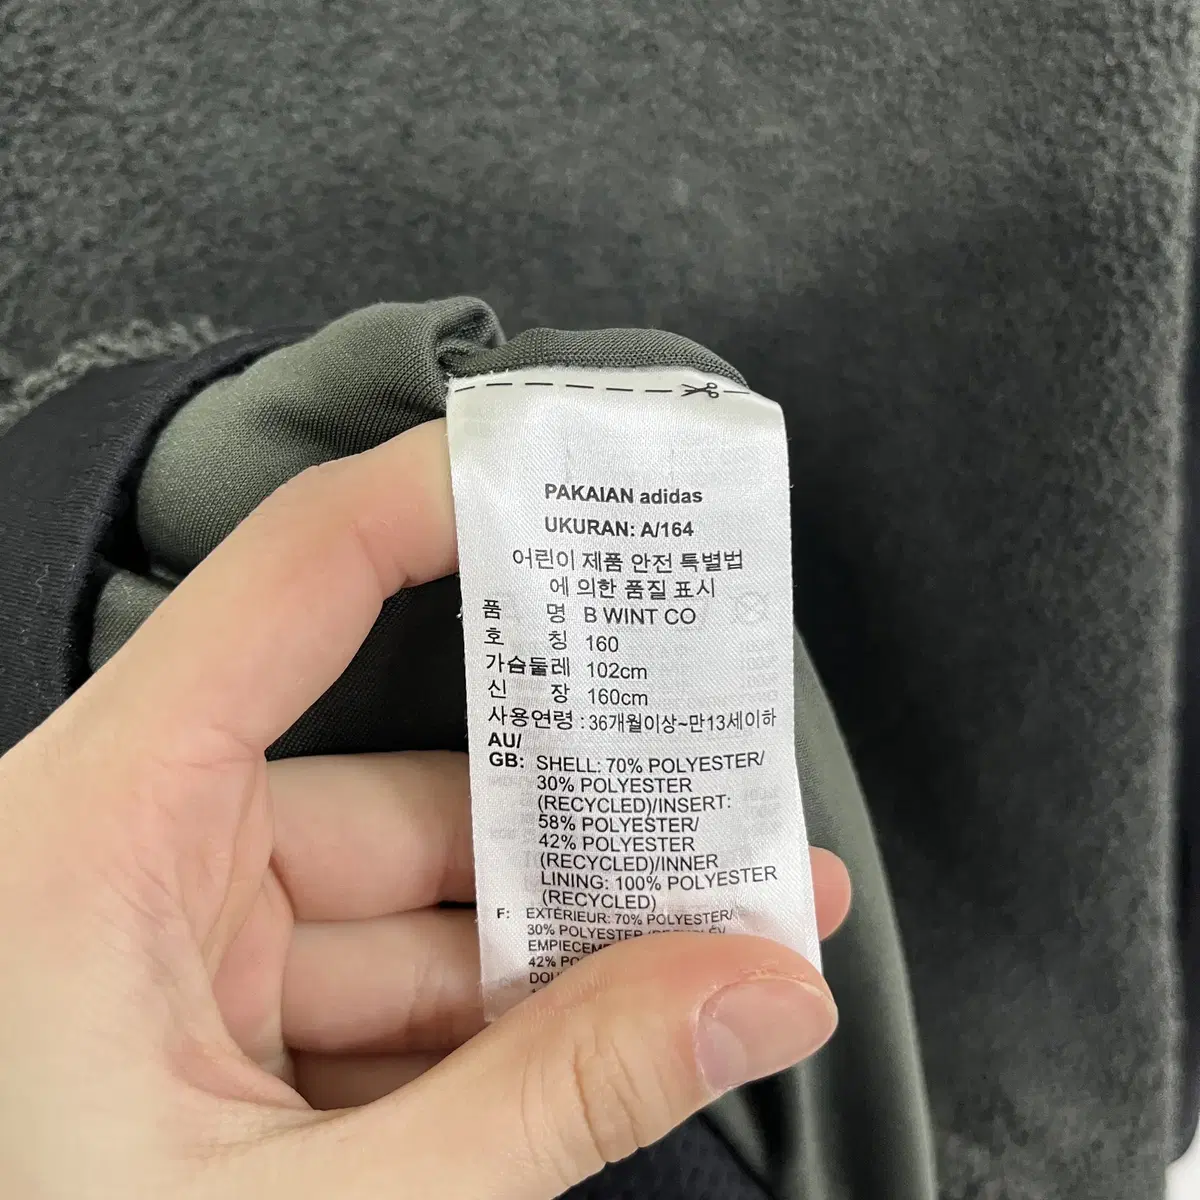 PAKAIAN adidas
UKURAN: A/164
어린이 제품 안전 특별법
에 의한 품질 표시
품 명 B WINT CO
호 칭 160
가슴둘레 102cm
신 장 160cm
사용연령 : 36개월이상~만13세이하
AU/
GB: SHELL: 70% POLYESTER/
30% POLYESTER
(RECYCLED)/INSERT:
58% POLYESTER/
42% POLYESTER
(RECYCLED)/INNER
LINING: 100% POLYESTER
(RECYCLED)
F: EXTÉRIEUR: 70% POLYESTER/
30% POLYESTER
42%